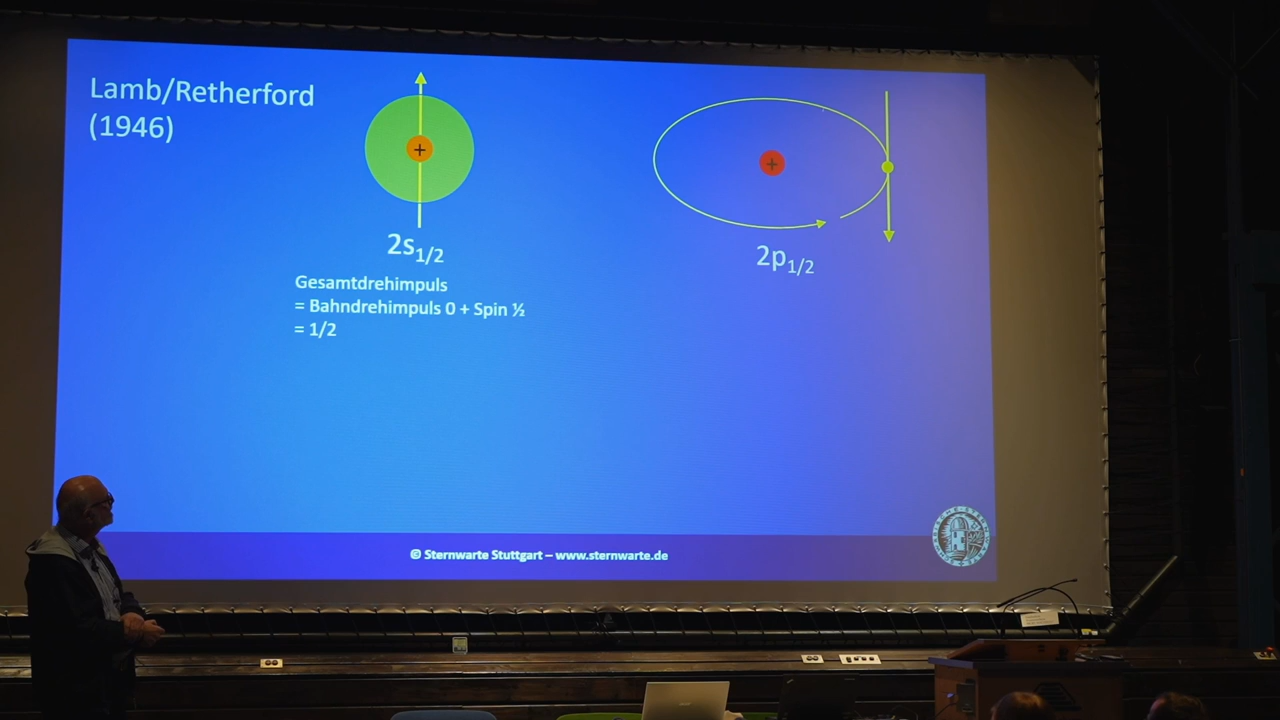 Lamb/Retherford
(1946)
+
+
2s₁/₂
2p₁/₂
Gesamtdrehimpuls
= Bahndrehimpuls 0 + Spin ½
= 1/2
© Sternwarte Stuttgart – www.sternwarte.de